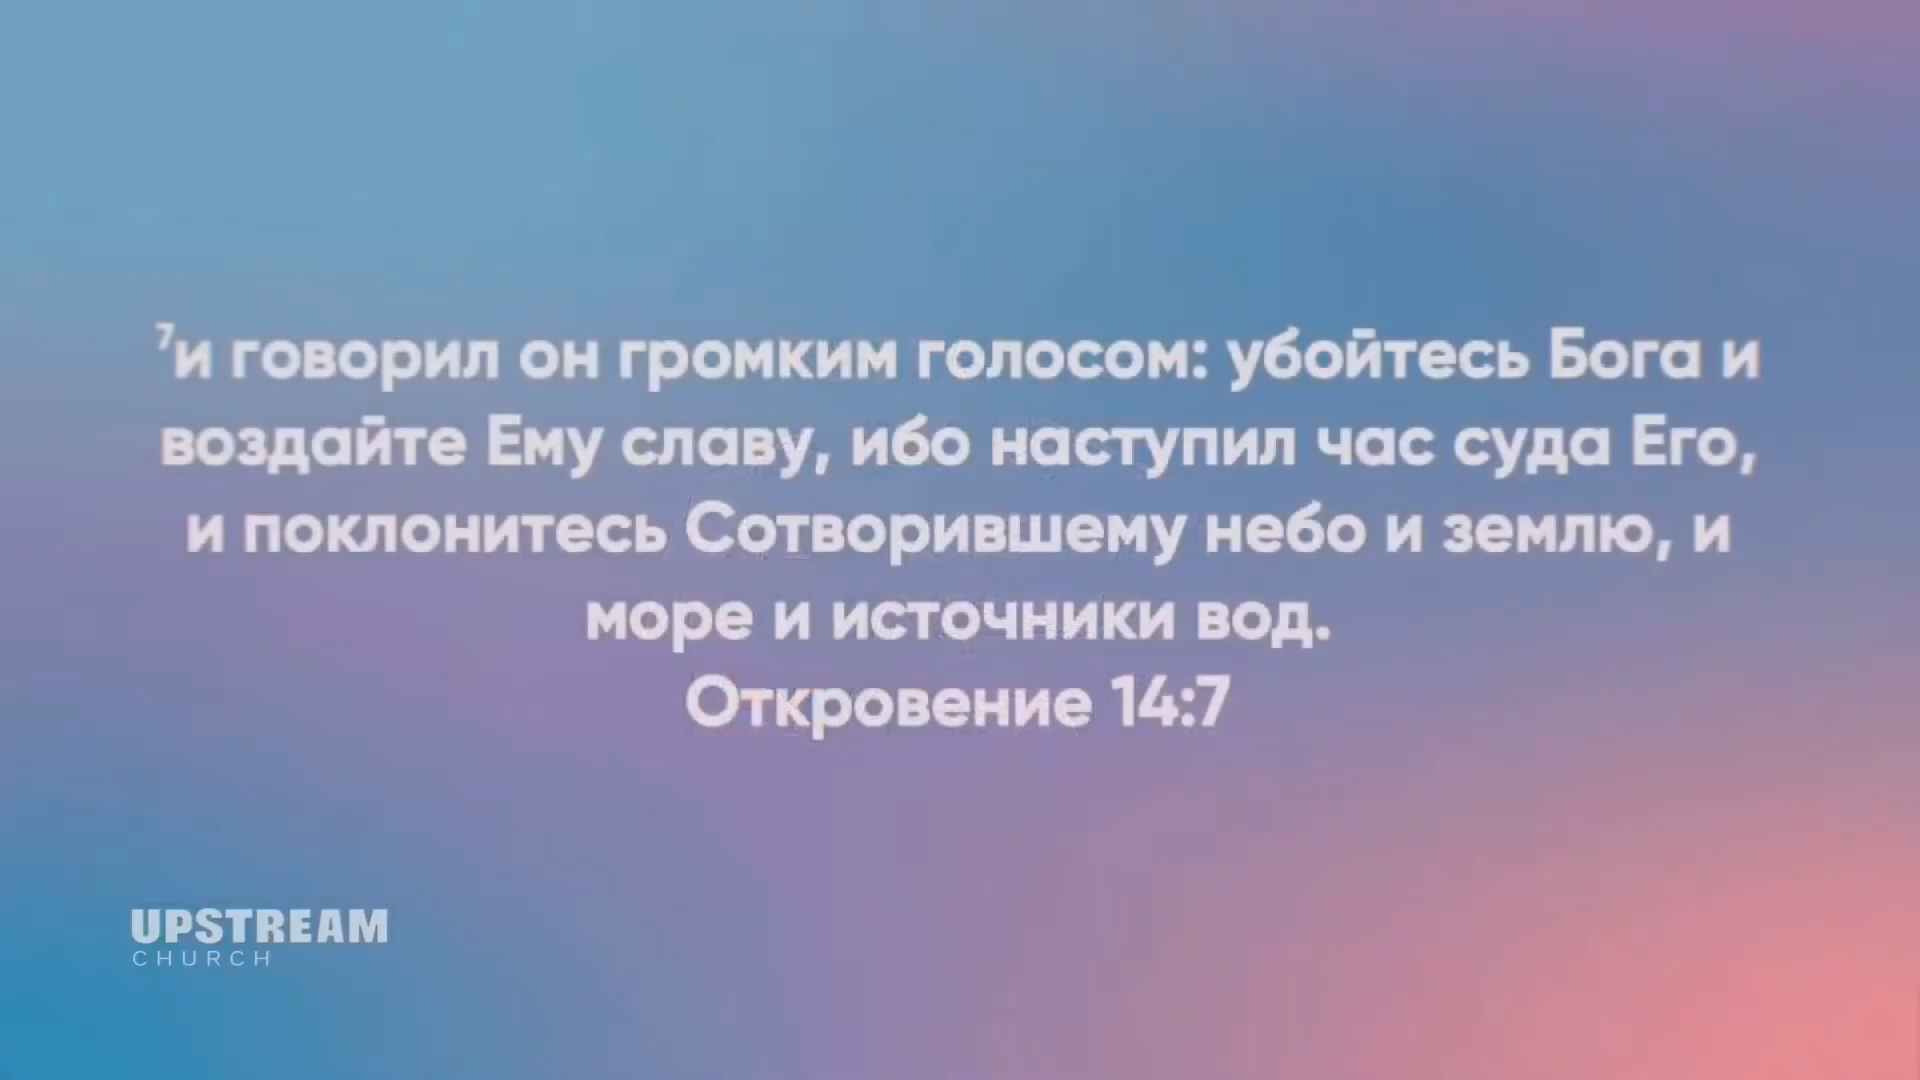 ⁷и говорил он громким голосом: убойтесь Бога и
воздайте Ему славу, ибо наступил час суда Его,
и поклонитесь Сотворившему небо и землю, и
море и источники вод.
Откровение 14:7
UPSTREAM
CHURCH